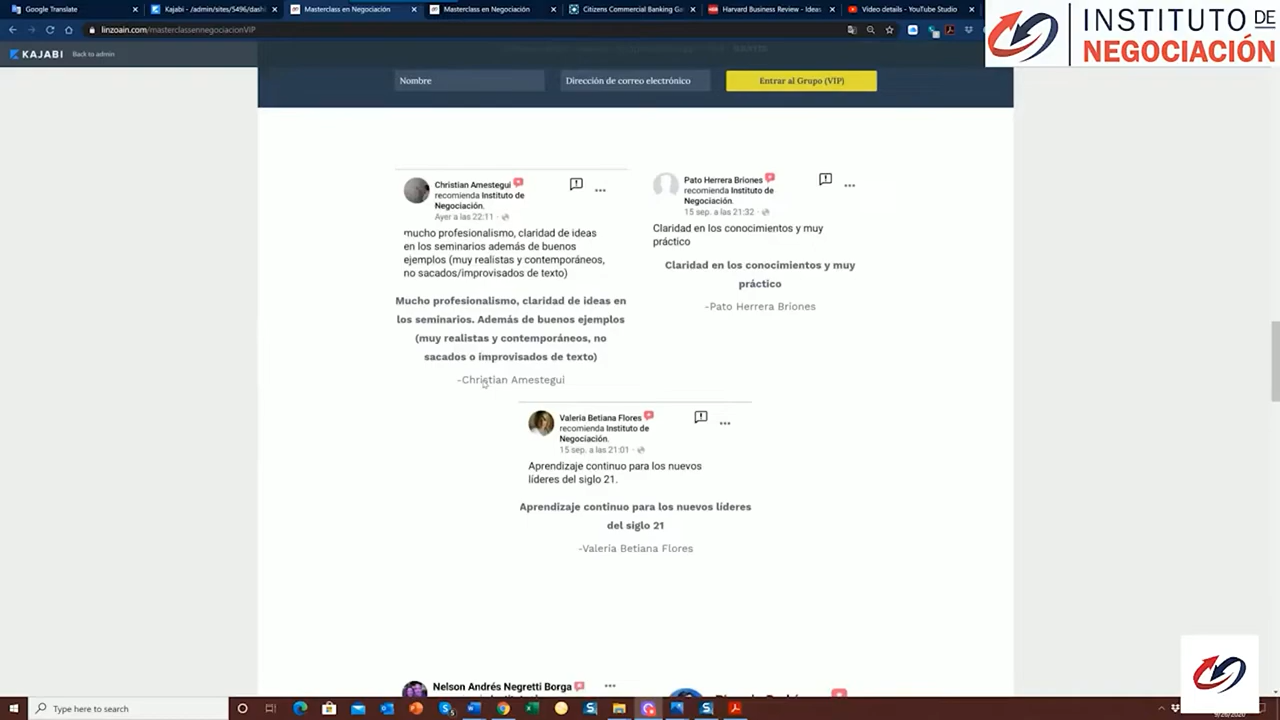 Google Translate
Kajabi - /admin/sites/5496/dashl
Masterclass en Negociación
Masterclass en Negociación
Citizens Commercial Banking Ga
Harvard Business Review - Ideas
Video details - YouTube Studio
linzoain.com/masterclassennegociacionVIP
INSTITUTO DE
NEGOCIACIÓN
KAJABI
Back to admin
Nombre
Dirección de correo electrónico
Entrar al Grupo (VIP)
Christian Amestegui
recomienda Instituto de
Negociación.
Ayer a las 22:11
mucho profesionalismo, claridad de ideas
en los seminarios además de buenos
ejemplos (muy realistas y contemporáneos,
no sacados/improvisados de texto)
Mucho profesionalismo, claridad de ideas en
los seminarios. Además de buenos ejemplos
(muy realistas y contemporáneos, no
sacados o improvisados de texto)
-Christian Amestegui
Pato Herrera Briones
recomienda Instituto de
Negociación.
15 sep. a las 21:32
Claridad en los conocimientos y muy
práctico
Claridad en los conocimientos y muy
práctico
-Pato Herrera Briones
Valeria Betiana Flores
recomienda Instituto de
Negociación.
15 sep. a las 21:01
Aprendizaje continuo para los nuevos
líderes del siglo 21.
Aprendizaje continuo para los nuevos líderes
del siglo 21
-Valeria Betiana Flores
Nelson Andrés Negretti Borga
Type here to search